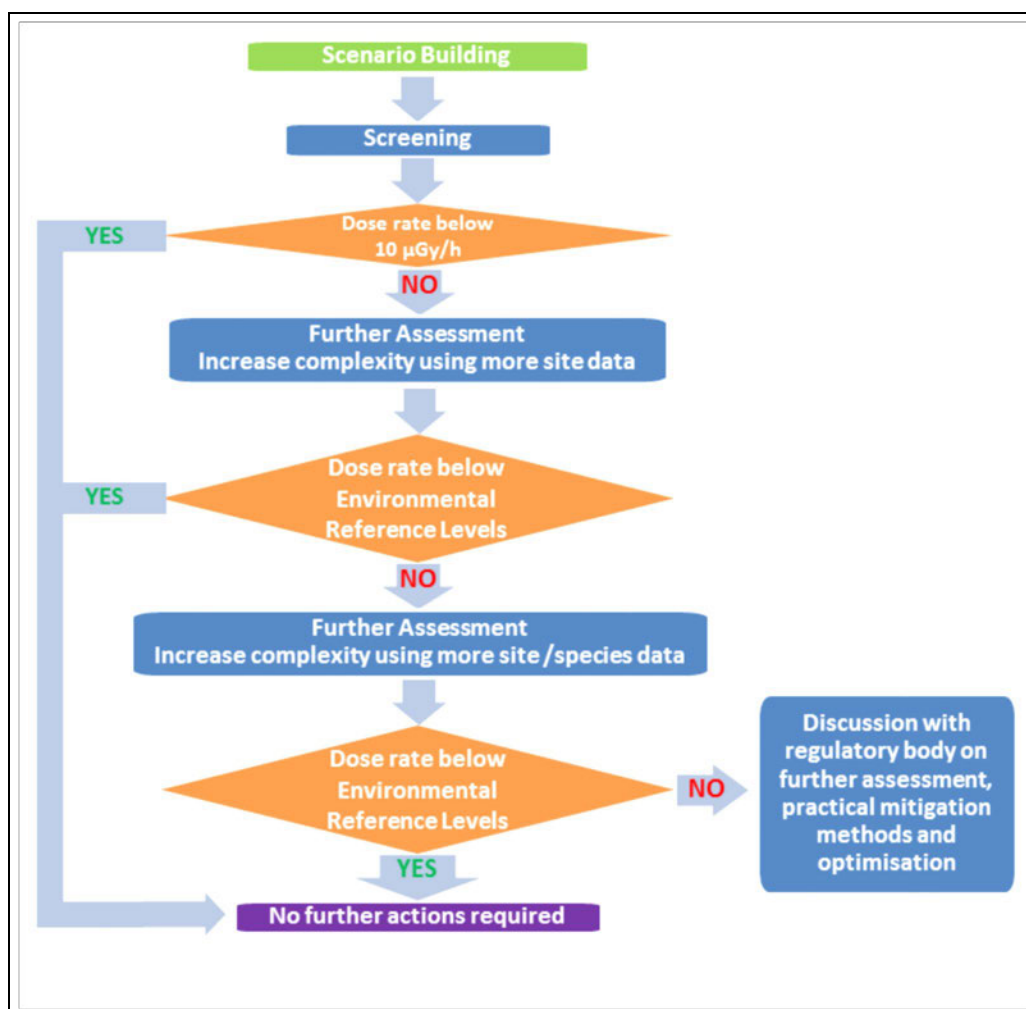 Scenario Building
Screening
Dose rate below
10 µGy/h
YES
NO
Further Assessment
Increase complexity using more site data
Dose rate below
Environmental
Reference Levels
YES
NO
Further Assessment
Increase complexity using more site/species data
Dose rate below
Environmental
Reference Levels
NO
Discussion with
regulatory body on
further assessment,
practical mitigation
methods and
optimisation
YES
No further actions required